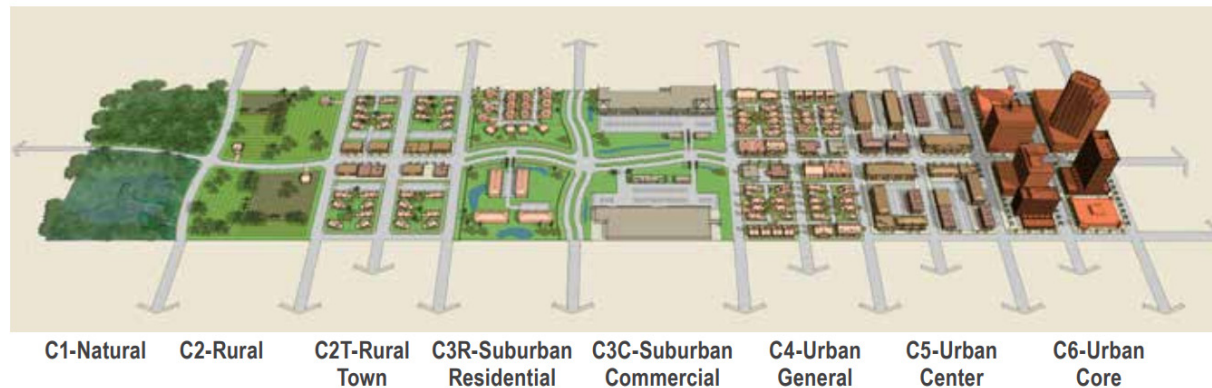 C1-Natural C2-Rural C2T-Rural C3R-Suburban C3C-Suburban C4-Urban C5-Urban C6-Urban
Town Residential Commercial General Center Core